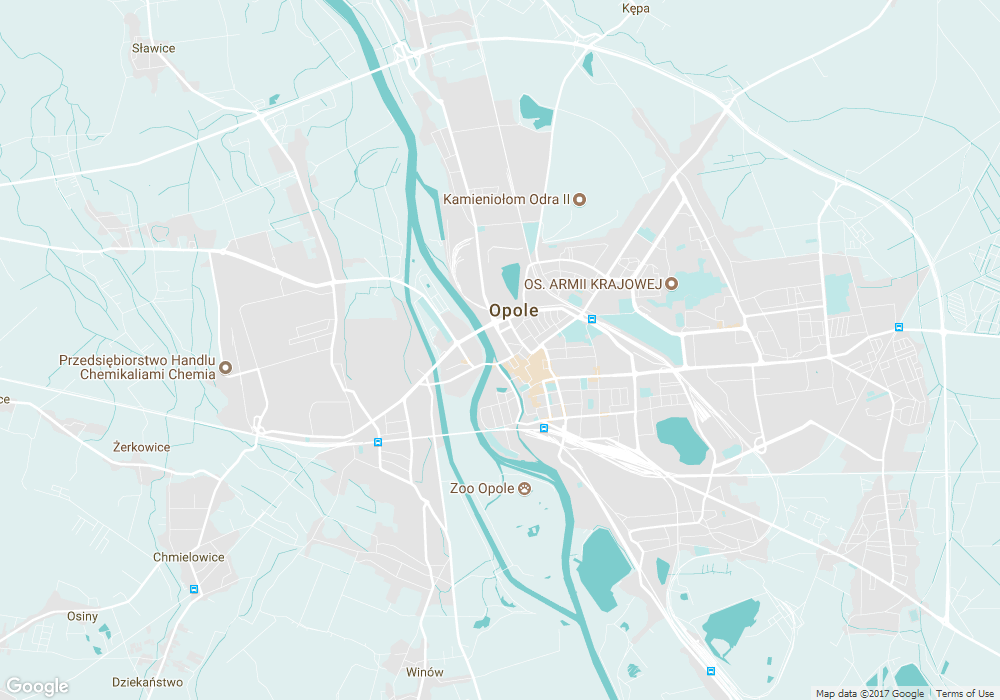 Kępa
Sławice
Kamieniołom Odra II
OS. ARMII KRAJOWEJ
Opole
Przedsiębiorstwo Handlu
Chemikaliami Chemia
ce
Żerkowice
Zoo Opole
Chmielowice
Osiny
Winów
Dziekaństwo
Google
Map data ©2017 Google
Terms of Use